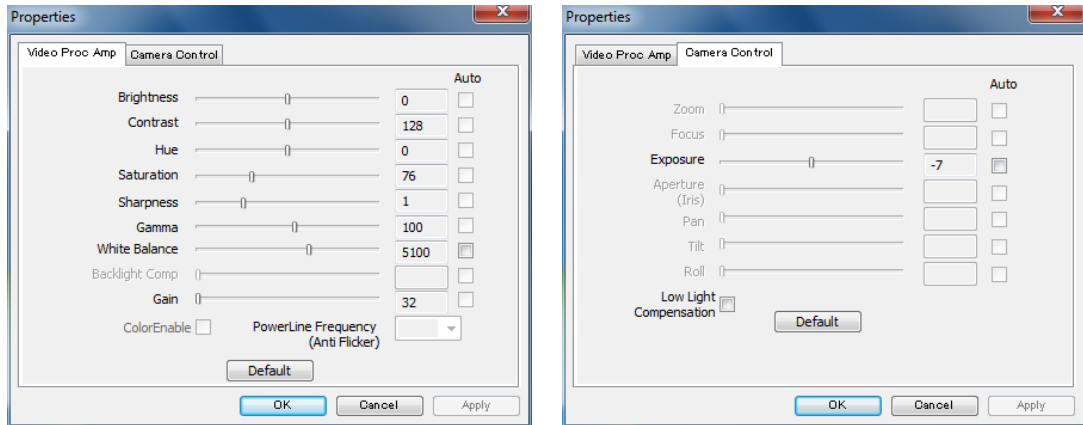 Properties
Video Proc Amp Camera Control
Auto
Brightness 0
Contrast 128
Hue 0
Saturation 76
Sharpness 1
Gamma 100
White Balance 5100
Backlight Comp
Gain 32
ColorEnable PowerLine Frequency
(Anti Flicker)
Default
OK Cancel Apply
Properties
Video Proc Amp Camera Control
Auto
Zoom
Focus
Exposure -7
Aperture
(Iris)
Pan
Tilt
Roll
Low Light
Compensation
Default
OK Cancel Apply